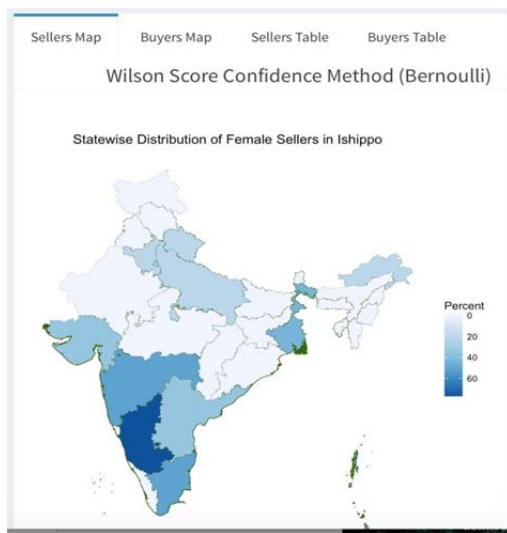 Sellers Map
Buyers Map
Sellers Table
Buyers Table
Wilson Score Confidence Method (Bernoulli)
Statewise Distribution of Female Sellers in Ishippo
Percent
0
20
40
60